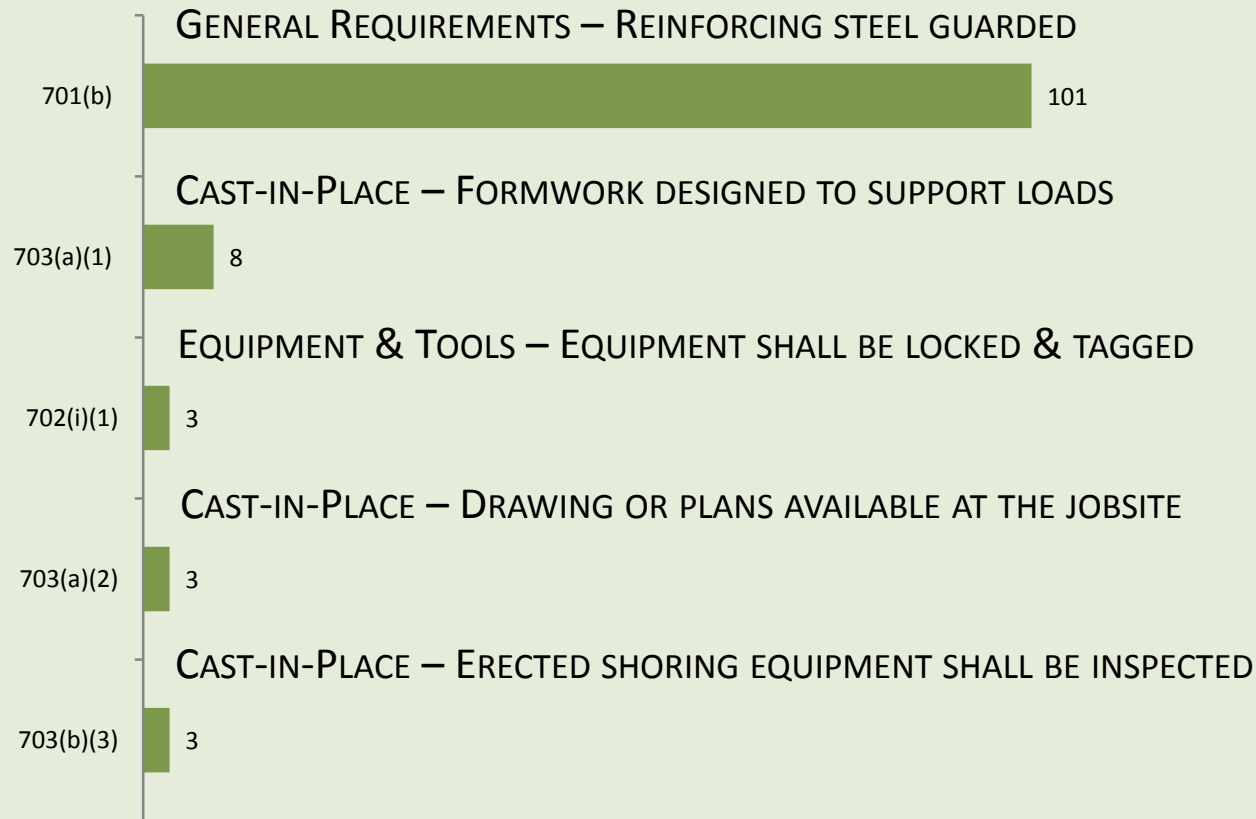 General Requirements – Reinforcing steel guarded
701(b) 101
Cast-in-Place – Formwork designed to support loads
703(a)(1) 8
Equipment & Tools – Equipment shall be locked & tagged
702(i)(1) 3
Cast-in-Place – Drawing or plans available at the jobsite
703(a)(2) 3
Cast-in-Place – Erected shoring equipment shall be inspected
703(b)(3) 3